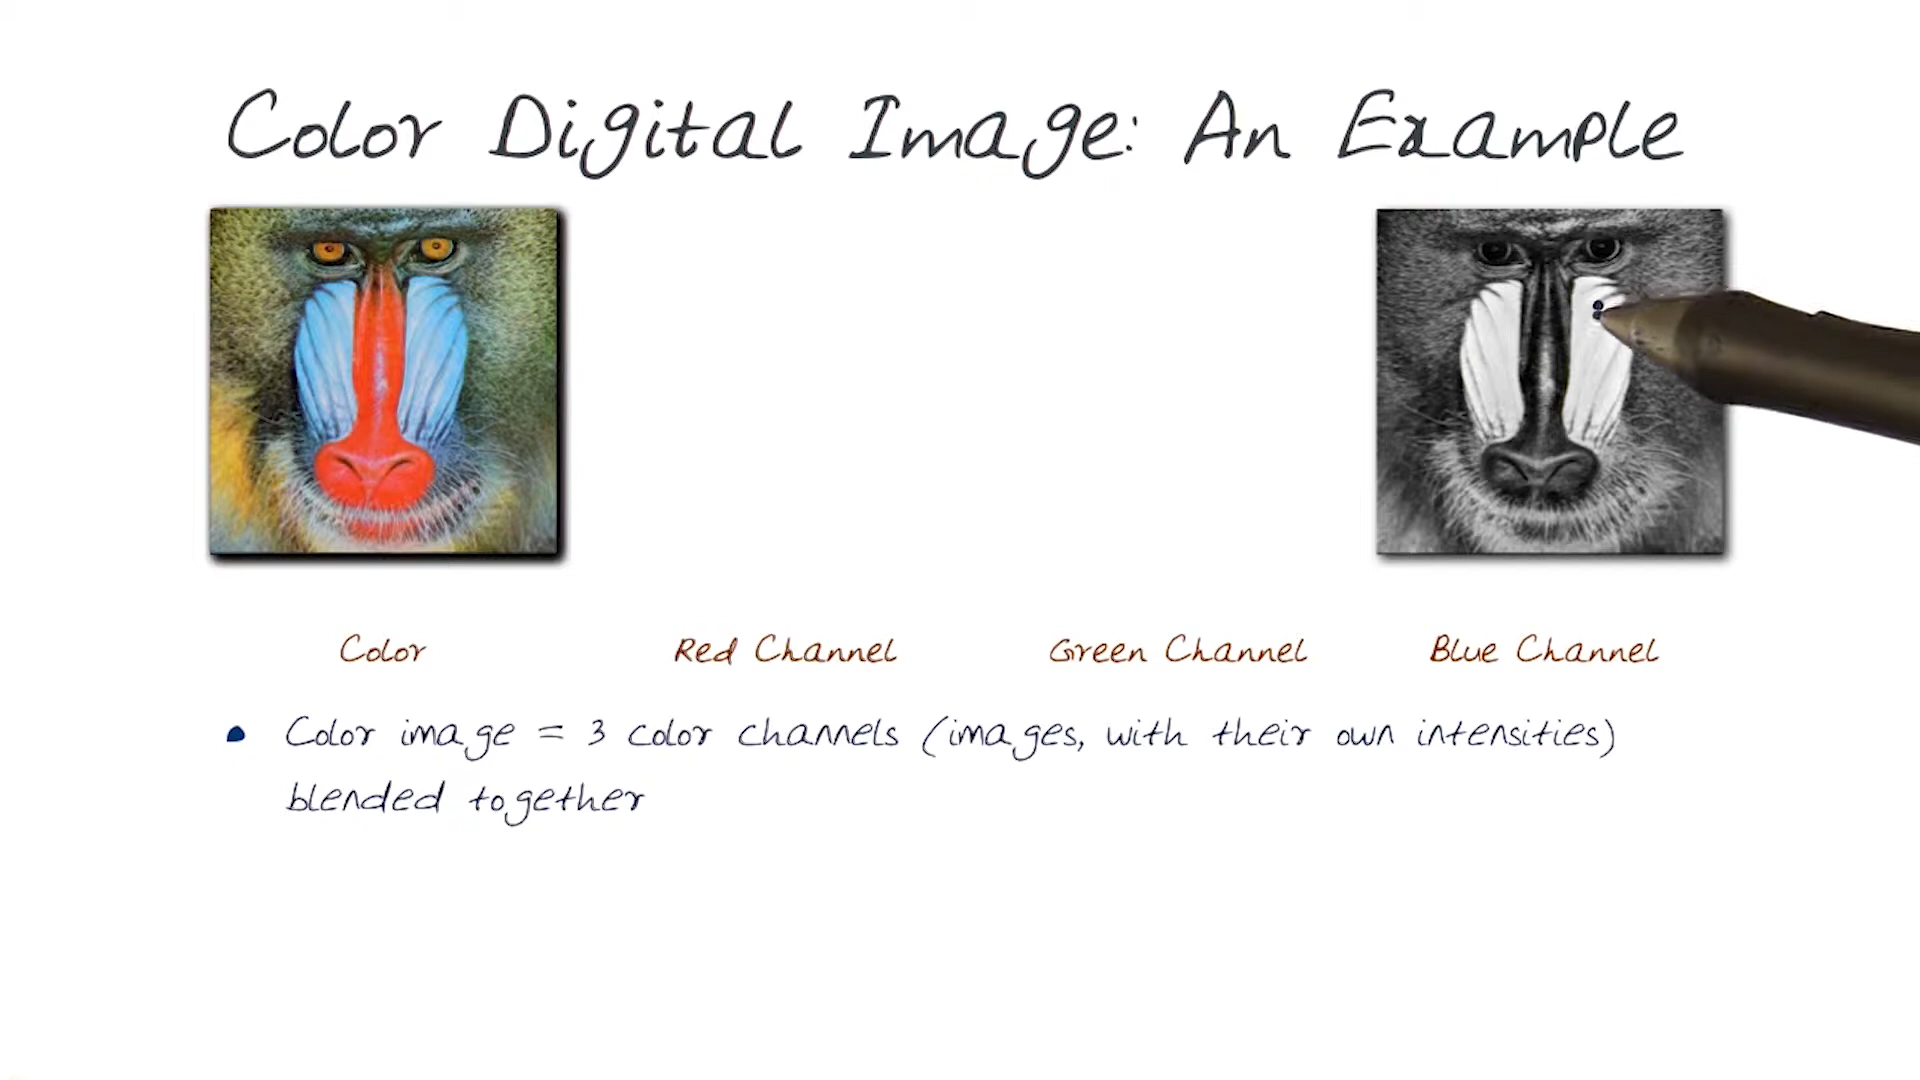 Color Digital Image: An Example
Color Red Channel Green Channel Blue Channel
• Color image = 3 color channels (images, with their own intensities)
blended together